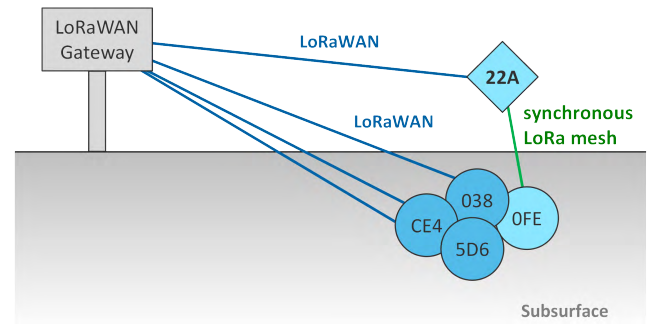 LoRaWAN
Gateway
LoRaWAN
22A
LoRaWAN
synchronous
LoRa mesh
038
0FE
CE4
5D6
Subsurface